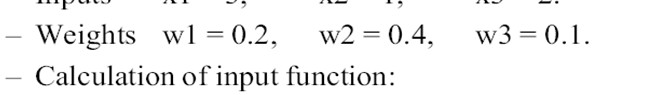 – Weights w1 = 0.2, w2 = 0.4, w3 = 0.1.
– Calculation of input function: